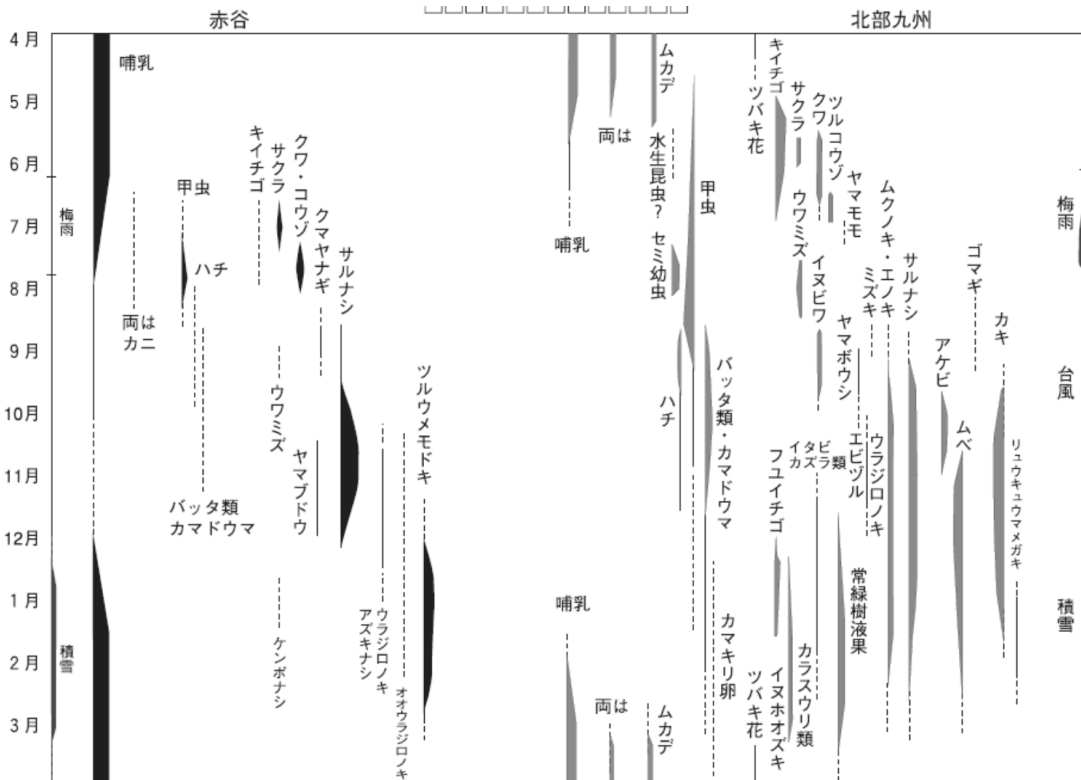 赤谷
北部九州
4月
5月
6月
7月
8月
9月
10月
11月
12月
1月
2月
3月
梅雨
積雪
哺乳
両は
カニ
甲虫
ハチ
バッタ類
カマドウマ
キイチゴ
サクラ
クワ・コウゾ
クマヤナギ
サルナシ
ウワミズ
ヤマブドウ
ケンポナシ
ツルウメモドキ
ウラジロノキ
アズキナシ
オオウラジロノキ
哺乳
両は
ムカデ
水生昆虫?
セミ幼虫
甲虫
ハチ
バッタ類・カマドウマ
カマキリ卵
哺乳
両は
ムカデ
ツバキ花
キイチゴ
サクラ
クワ
ツルコウゾ
ヤマモモ
ウワミズ
イヌビワ
ヤマボウシ
ミズキ
ムクノキ・エノキ
サルナシ
アケビ
ムベ
ゴマギ
カキ
リュウキュウマメガキ
フユイチゴ
イタビ
カズラ類
エビヅル
ウラジロノキ
常緑樹液果
カラスウリ類
イヌホオズキ
ツバキ花
梅雨
台風
積雪